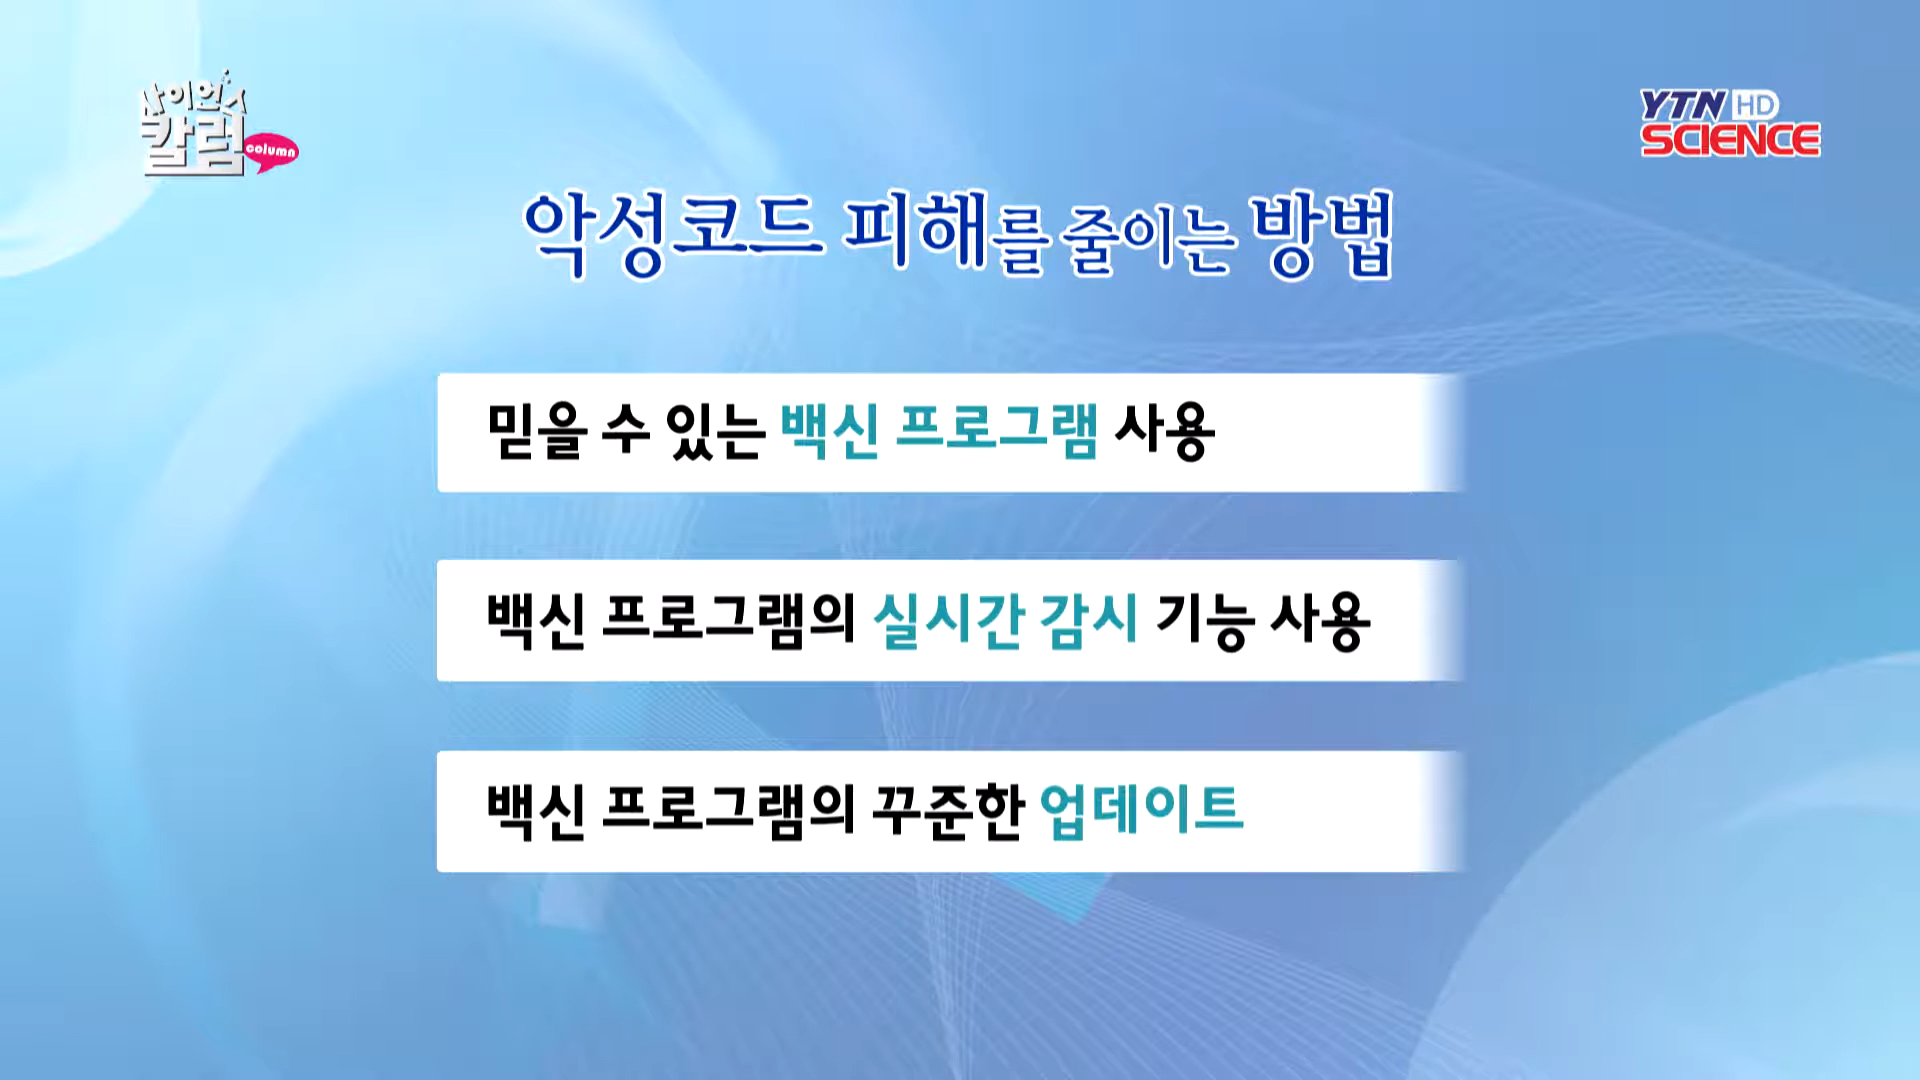 사이언스
칼럼
column
YTN HD
SCIENCE
악성코드 피해를 줄이는 방법
믿을 수 있는 백신 프로그램 사용
백신 프로그램의 실시간 감시 기능 사용
백신 프로그램의 꾸준한 업데이트